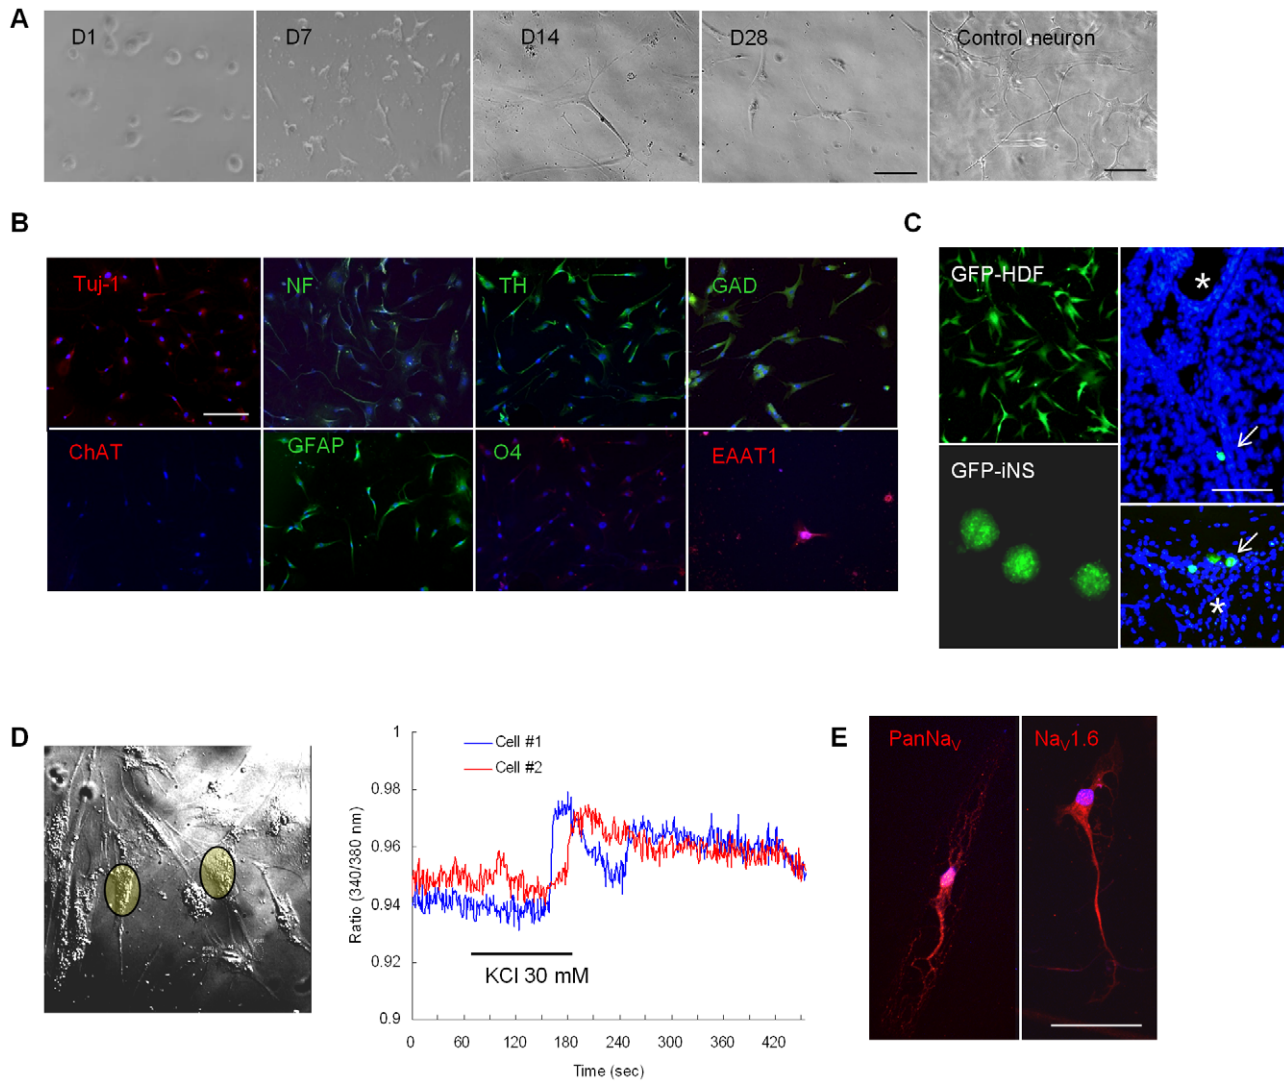 A
D1
D7
D14
D28
Control neuron
B
Tuj-1
NF
TH
GAD
ChAT
GFAP
O4
EAAT1
C
GFP-HDF
*
GFP-iNS
*
D
1
0.98
0.96
0.94
0.92
0.9
Ratio (340/380 nm)
Cell #1
Cell #2
KCl 30 mM
0
60
120
180
240
300
360
420
Time (sec)
E
PanNaV
NaV1.6